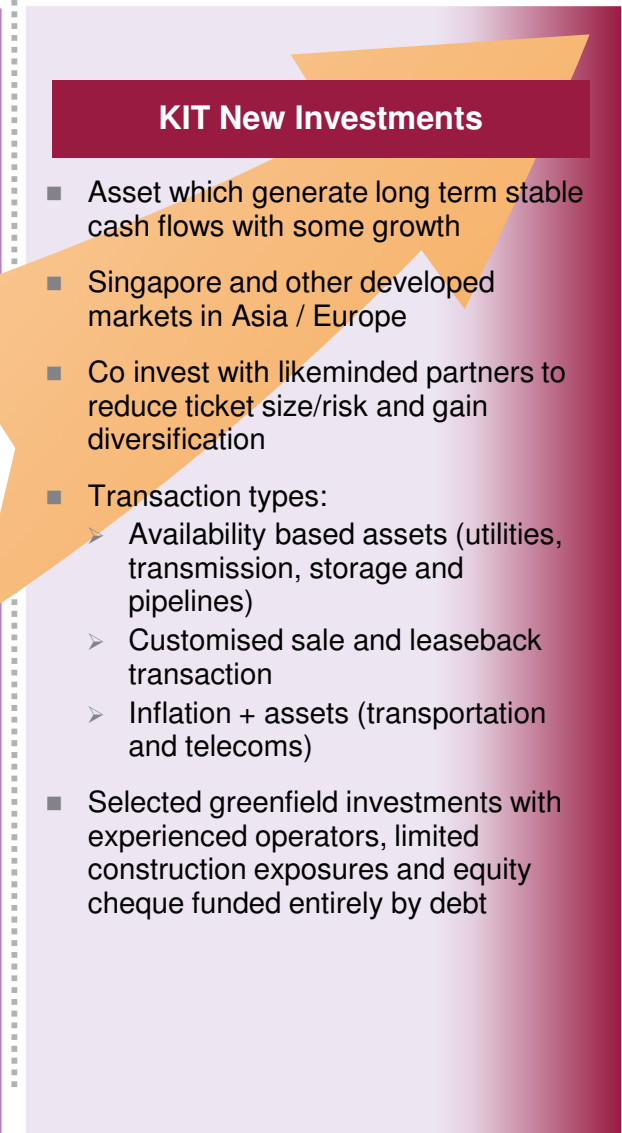 KIT New Investments
■ Asset which generate long term stable
cash flows with some growth
■ Singapore and other developed
markets in Asia / Europe
■ Co invest with likeminded partners to
reduce ticket size/risk and gain
diversification
■ Transaction types:
➢ Availability based assets (utilities,
transmission, storage and
pipelines)
➢ Customised sale and leaseback
transaction
➢ Inflation + assets (transportation
and telecoms)
■ Selected greenfield investments with
experienced operators, limited
construction exposures and equity
cheque funded entirely by debt